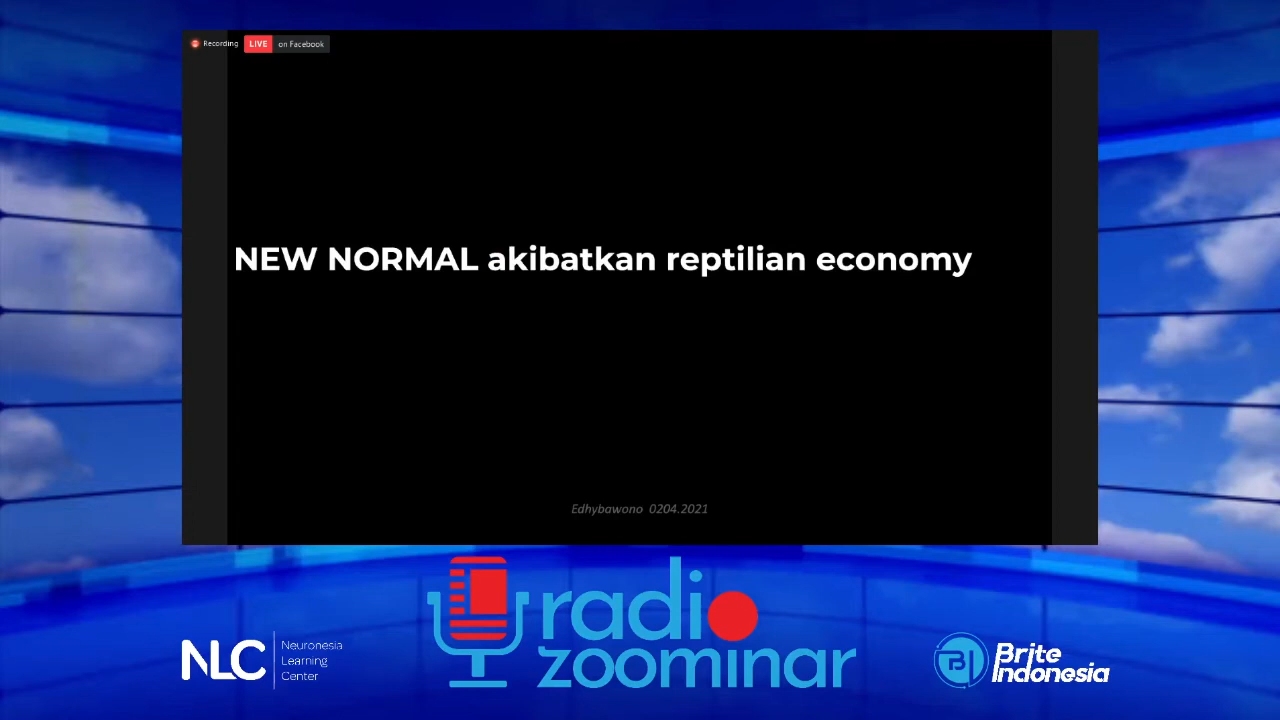 Recording LIVE on Facebook
NEW NORMAL akibatkan reptilian economy
Edhybawono 0204.2021
radio
zoominar
NLC
Neuronesia
Learning
Center
BI
Brite
Indonesia